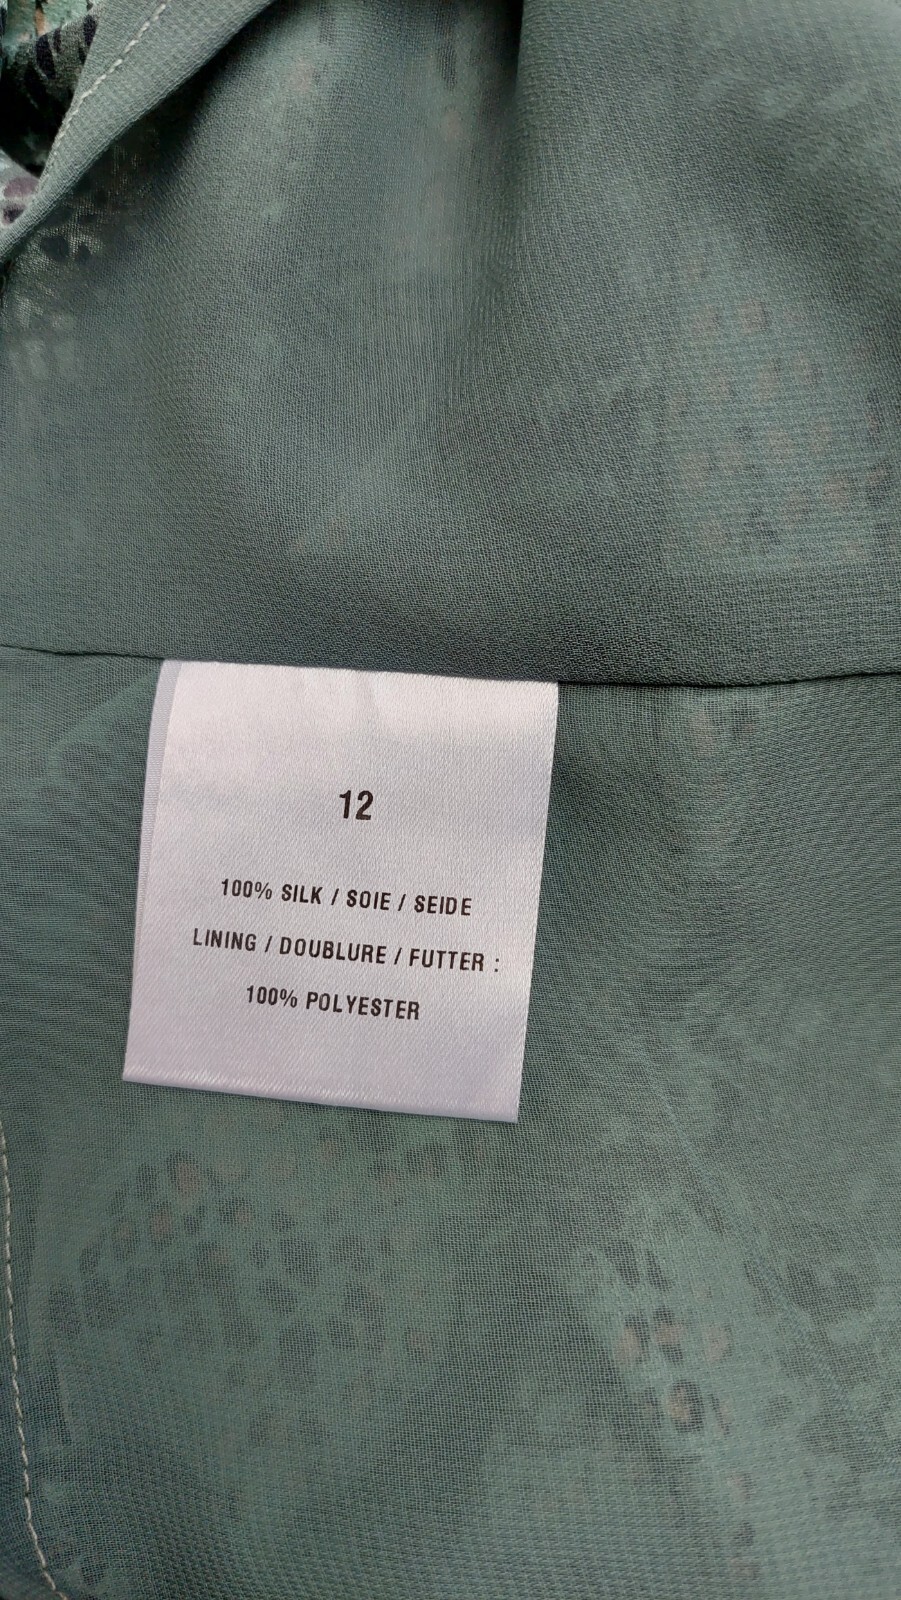 12
100% SILK / SOIE / SEIDE
LINING / DOUBLURE / FUTTER :
100% POLYESTER